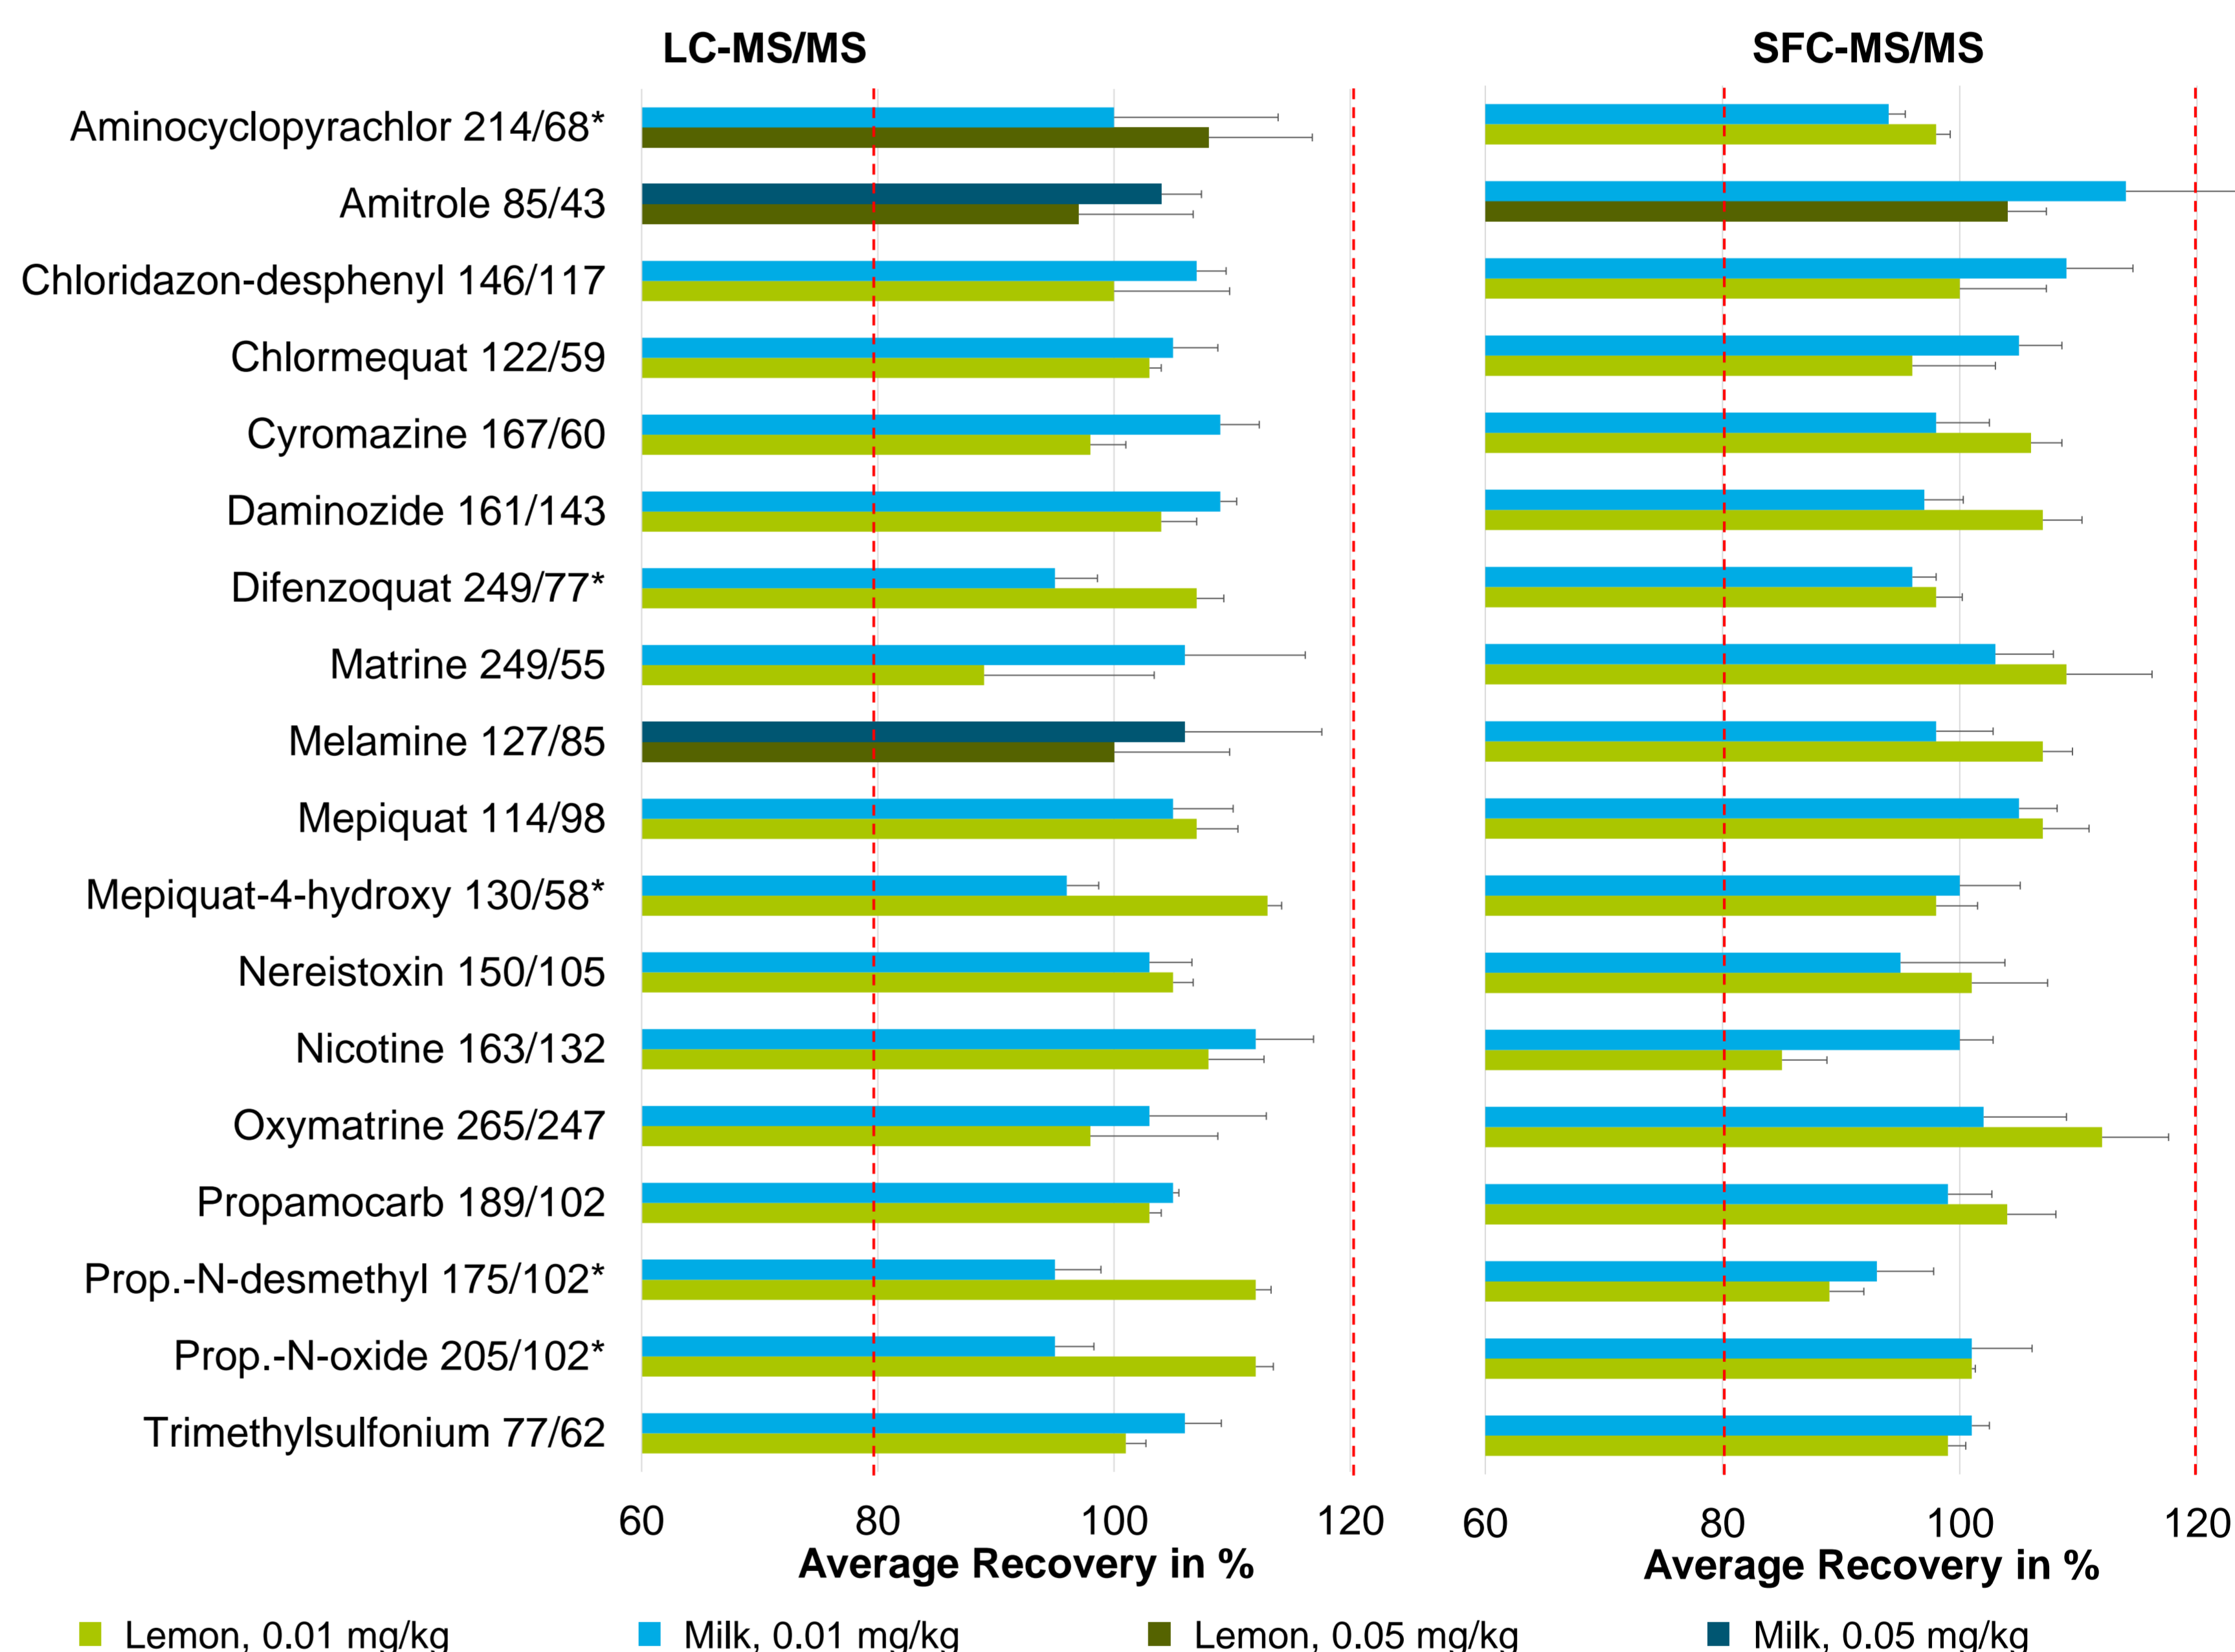 LC-MS/MS
SFC-MS/MS
Aminocyclopyrachlor 214/68*
Amitrole 85/43
Chloridazon-desphenyl 146/117
Chlormequat 122/59
Cyromazine 167/60
Daminozide 161/143
Difenzoquat 249/77*
Matrine 249/55
Melamine 127/85
Mepiquat 114/98
Mepiquat-4-hydroxy 130/58*
Nereistoxin 150/105
Nicotine 163/132
Oxymatrine 265/247
Propamocarb 189/102
Prop.-N-desmethyl 175/102*
Prop.-N-oxide 205/102*
Trimethylsulfonium 77/62
60 80 100 120
60 80 100 120
Average Recovery in %
Average Recovery in %
Lemon, 0.01 mg/kg
Milk, 0.01 mg/kg
Lemon, 0.05 mg/kg
Milk, 0.05 mg/kg